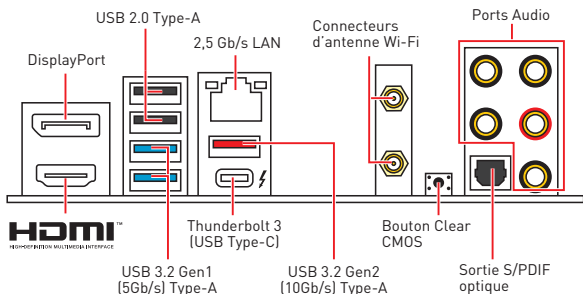 USB 2.0 Type-A
DisplayPort
2,5 Gb/s LAN
Connecteurs
d'antenne Wi-Fi
Ports Audio
HDMI™
HIGH-DEFINITION MULTIMEDIA INTERFACE
Thunderbolt 3
(USB Type-C)
Bouton Clear
CMOS
USB 3.2 Gen1
(5Gb/s) Type-A
USB 3.2 Gen2
(10Gb/s) Type-A
Sortie S/PDIF
optique